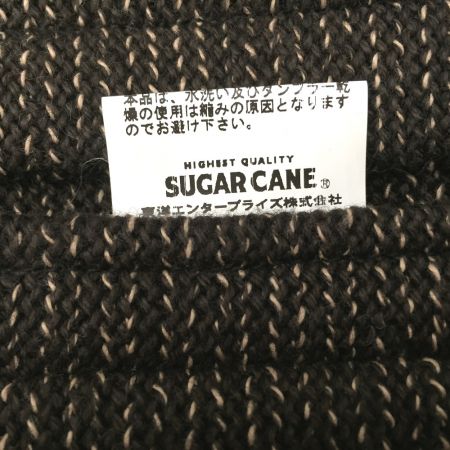 本品は、水洗い及びタンブラー乾
燥の使用は縮みの原因となります
のでお避け下さい。
HIGHEST QUALITY
SUGAR CANE®
東洋エンタープライズ株式会社